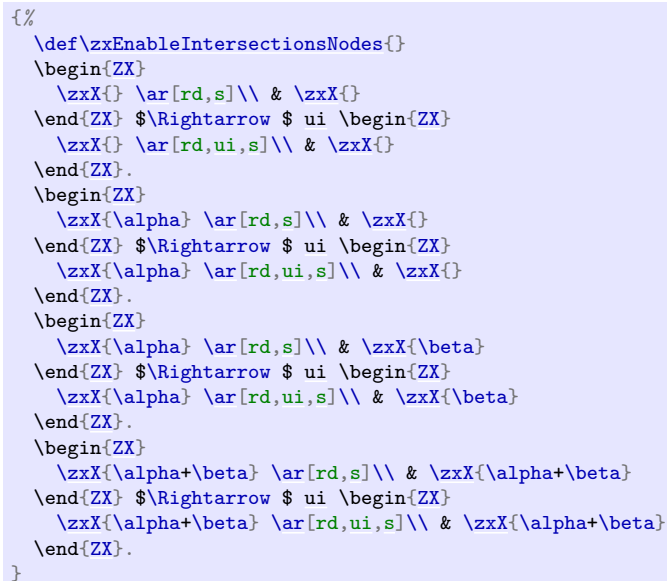 {%
  \def\zxEnableIntersectionsNodes{}
  \begin{ZX}
    \zxX{} \ar[rd,s]\\ & \zxX{}
  \end{ZX} $\Rightarrow $ ui \begin{ZX}
    \zxX{} \ar[rd,ui,s]\\ & \zxX{}
  \end{ZX}.
  \begin{ZX}
    \zxX{\alpha} \ar[rd,s]\\ & \zxX{}
  \end{ZX} $\Rightarrow $ ui \begin{ZX}
    \zxX{\alpha} \ar[rd,ui,s]\\ & \zxX{}
  \end{ZX}.
  \begin{ZX}
    \zxX{\alpha} \ar[rd,s]\\ & \zxX{\beta}
  \end{ZX} $\Rightarrow $ ui \begin{ZX}
    \zxX{\alpha} \ar[rd,ui,s]\\ & \zxX{\beta}
  \end{ZX}.
  \begin{ZX}
    \zxX{\alpha+\beta} \ar[rd,s]\\ & \zxX{\alpha+\beta}
  \end{ZX} $\Rightarrow $ ui \begin{ZX}
    \zxX{\alpha+\beta} \ar[rd,ui,s]\\ & \zxX{\alpha+\beta}
  \end{ZX}.
}